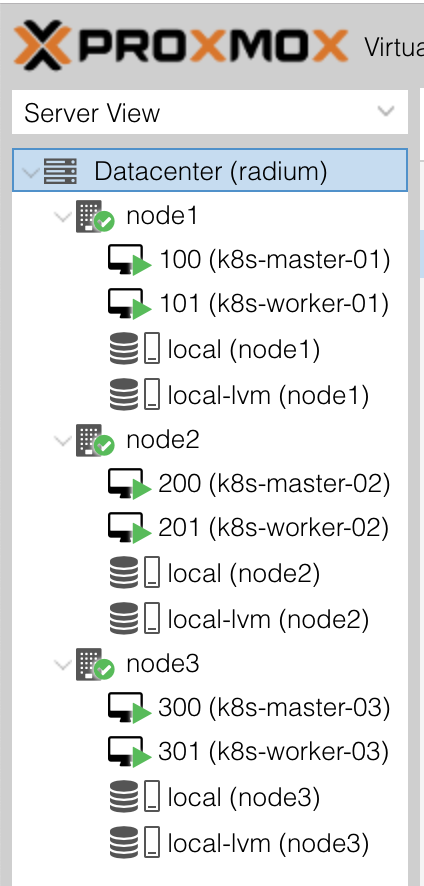 PROXMOX Virtua
Server View
Datacenter (radium)
node1
100 (k8s-master-01)
101 (k8s-worker-01)
local (node1)
local-lvm (node1)
node2
200 (k8s-master-02)
201 (k8s-worker-02)
local (node2)
local-lvm (node2)
node3
300 (k8s-master-03)
301 (k8s-worker-03)
local (node3)
local-lvm (node3)